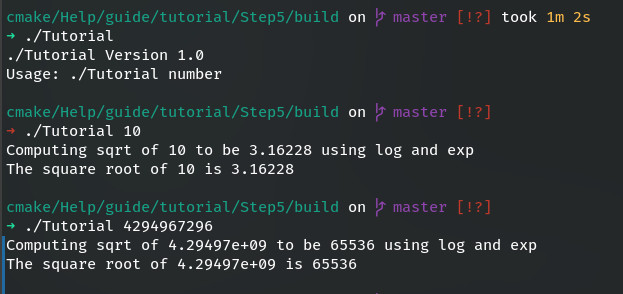 cmake/Help/guide/tutorial/Step5/build on master [!?] took 1m 2s
➜ ./Tutorial
./Tutorial Version 1.0
Usage: ./Tutorial number
cmake/Help/guide/tutorial/Step5/build on master [!?]
➜ ./Tutorial 10
Computing sqrt of 10 to be 3.16228 using log and exp
The square root of 10 is 3.16228
cmake/Help/guide/tutorial/Step5/build on master [!?]
➜ ./Tutorial 4294967296
Computing sqrt of 4.29497e+09 to be 65536 using log and exp
The square root of 4.29497e+09 is 65536